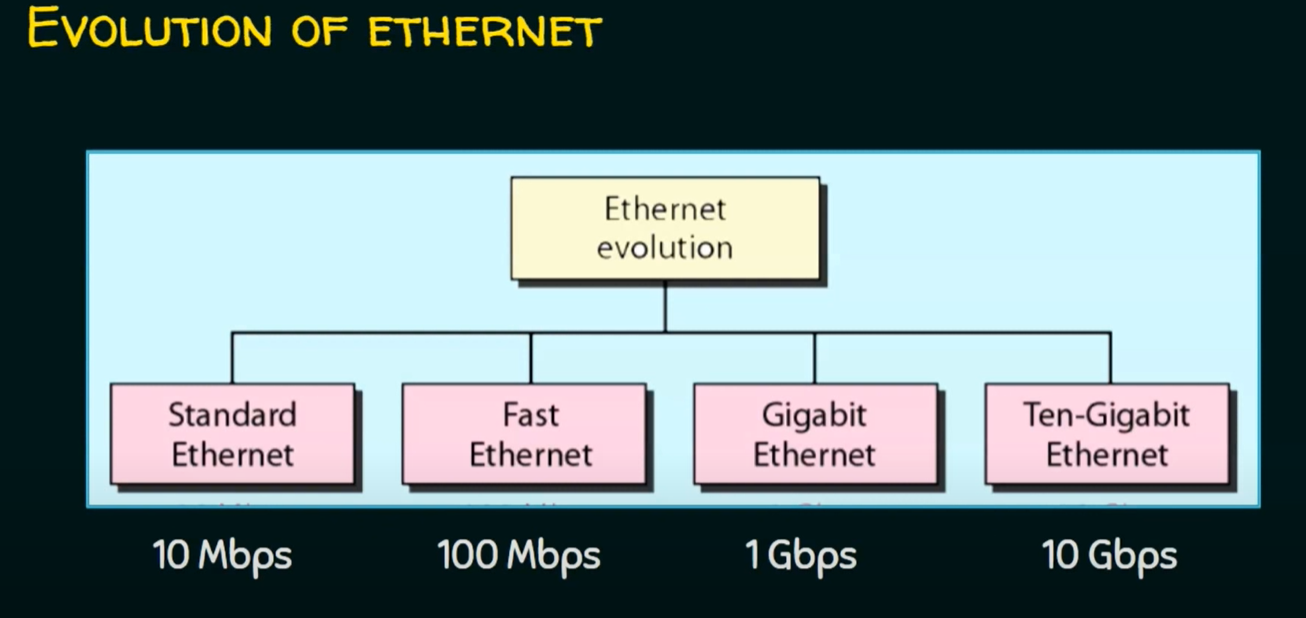 EVOLUTION OF ETHERNET
Ethernet
evolution
Standard
Ethernet
Fast
Ethernet
Gigabit
Ethernet
Ten-Gigabit
Ethernet
10 Mbps
100 Mbps
1 Gbps
10 Gbps